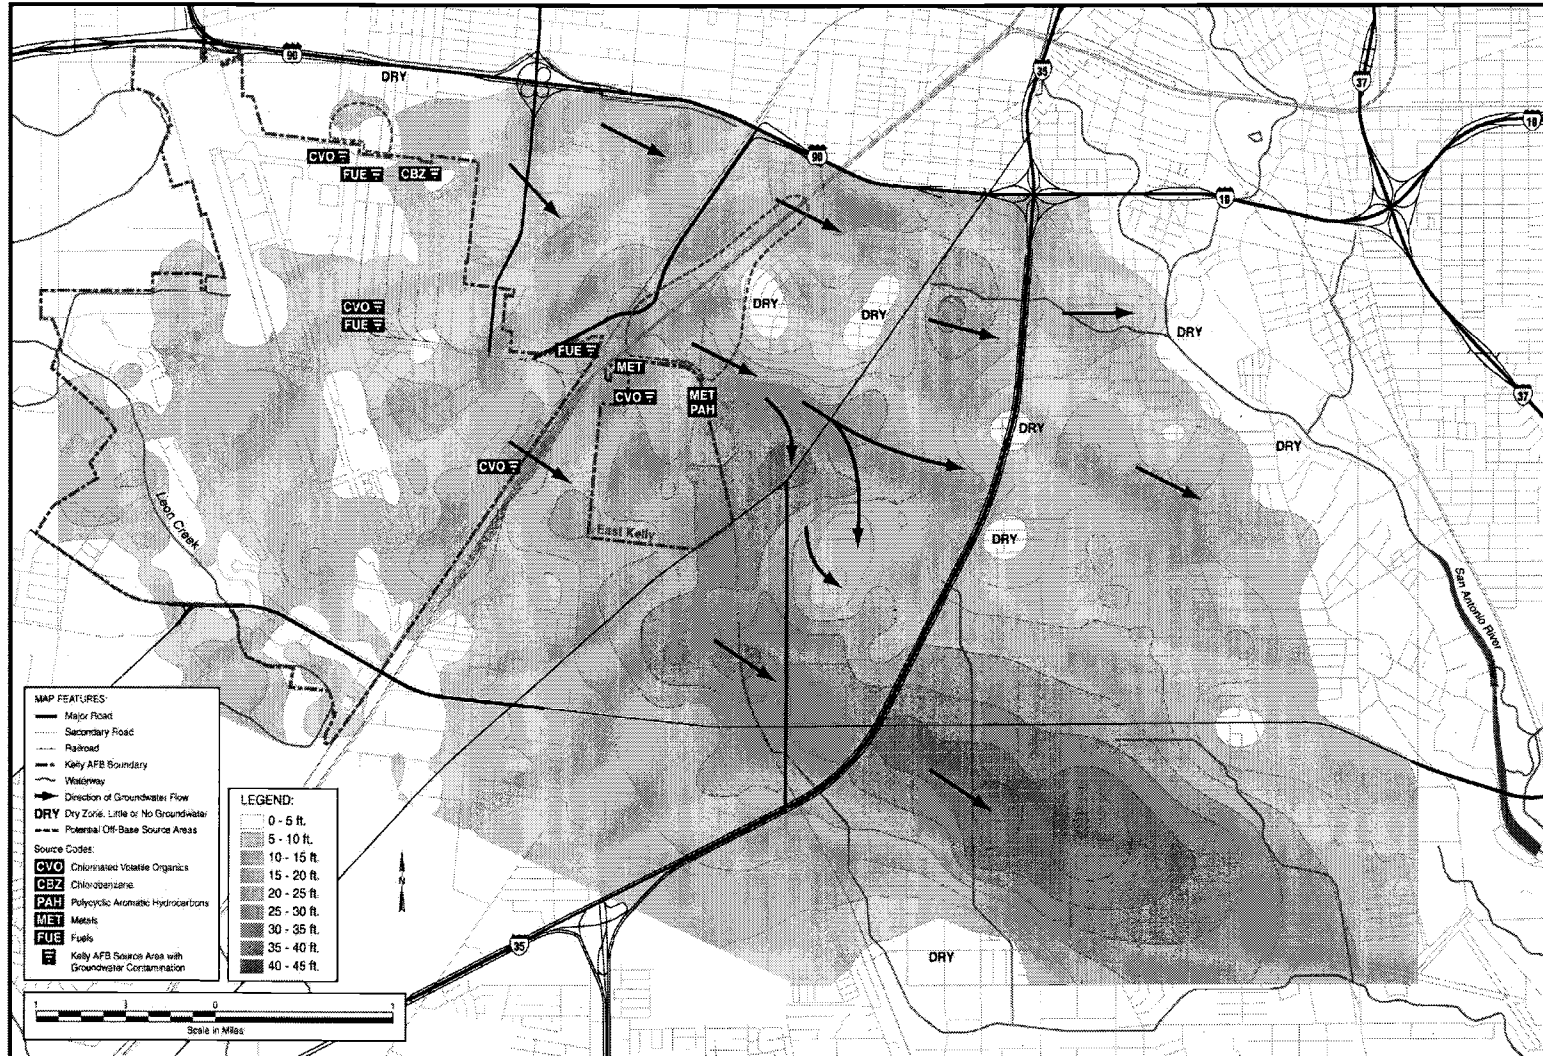 90
DRY
35
37
10
CVO
FUE
CBZ
90
10
DRY
DRY
DRY
CVO
FUE
FUE
MET
CVO
MET
PAH
37
DRY
DRY
CVO
Leon Creek
East Kelly
DRY
San Antonio River
DRY
35
MAP FEATURES:
Major Road
Secondary Road
Railroad
Kelly AFB Boundary
Waterway
Direction of Groundwater Flow
DRY Dry Zone, Little or No Groundwater
Potential Off-Base Source Areas
Source Codes:
CVO Chlorinated Volatile Organics
CBZ Chlorobenzene
PAH Polycyclic Aromatic Hydrocarbons
MET Metals
FUE Fuels
Kelly AFB Source Area with
Groundwater Contamination
LEGEND:
0 - 5 ft.
5 - 10 ft.
10 - 15 ft.
15 - 20 ft.
20 - 25 ft.
25 - 30 ft.
30 - 35 ft.
35 - 40 ft.
40 - 45 ft.
N
1 0 1
Scale in Miles